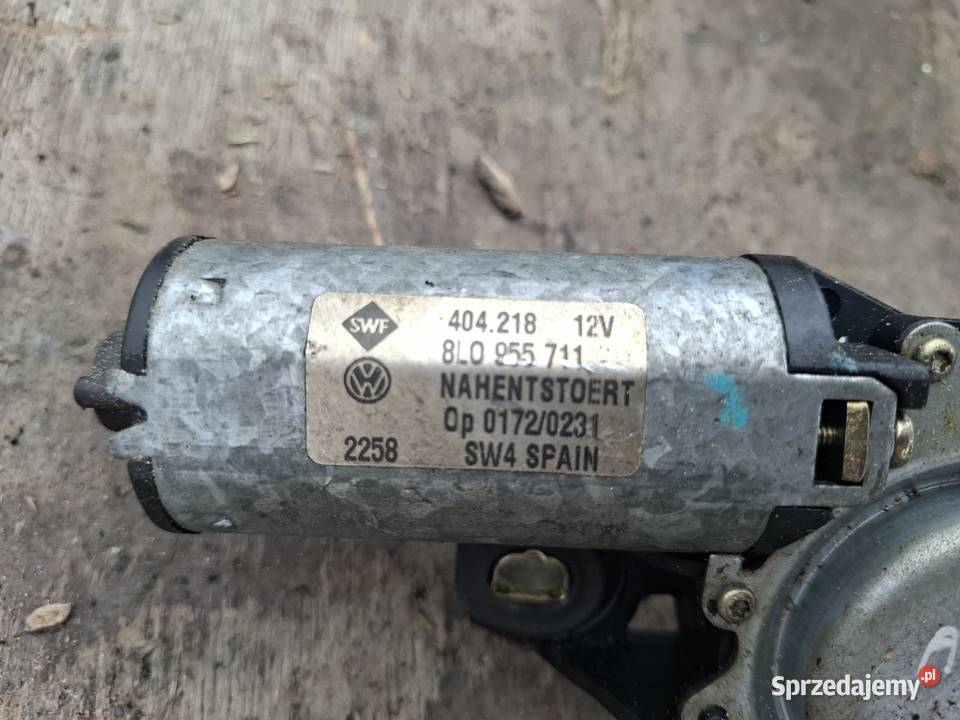 SWF
404.218 12V
8L0 955 711
NAHENTSTOERT
Op 0172/0231
2258 SW4 SPAIN
A
Sprzedajemy.pl